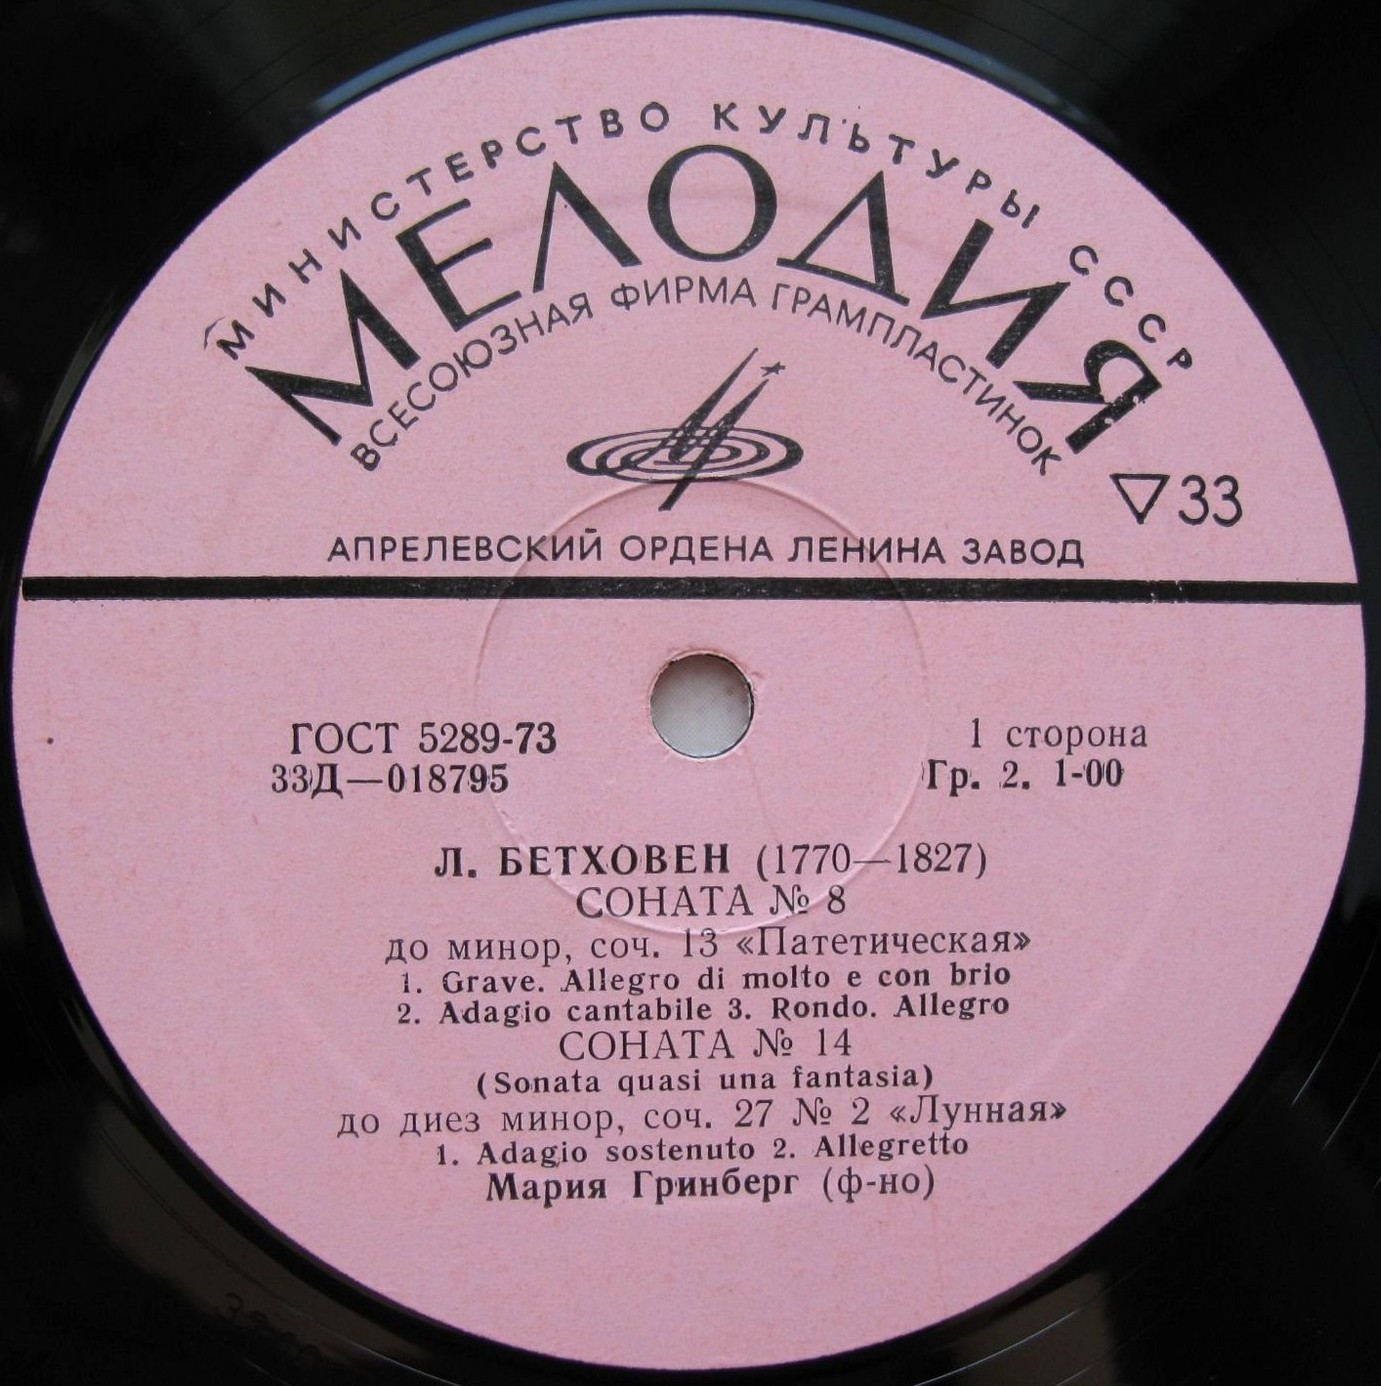 МИНИСТЕРСТВО КУЛЬТУРЫ СССР
МЕЛОДИЯ
ВСЕСОЮЗНАЯ ФИРМА ГРАМПЛАСТИНОК
▽33
АПРЕЛЕВСКИЙ ОРДЕНА ЛЕНИНА ЗАВОД
ГОСТ 5289-73
1 сторона
33Д—018795
Гр. 2. 1-00
Л. БЕТХОВЕН (1770—1827)
СОНАТА № 8
до минор, соч. 13 «Патетическая»
1. Grave. Allegro di molto e con brio
2. Adagio cantabile 3. Rondo. Allegro
СОНАТА № 14
(Sonata quasi una fantasia)
до диез минор, соч. 27 № 2 «Лунная»
1. Adagio sostenuto 2. Allegretto
Мария Гринберг (ф-но)